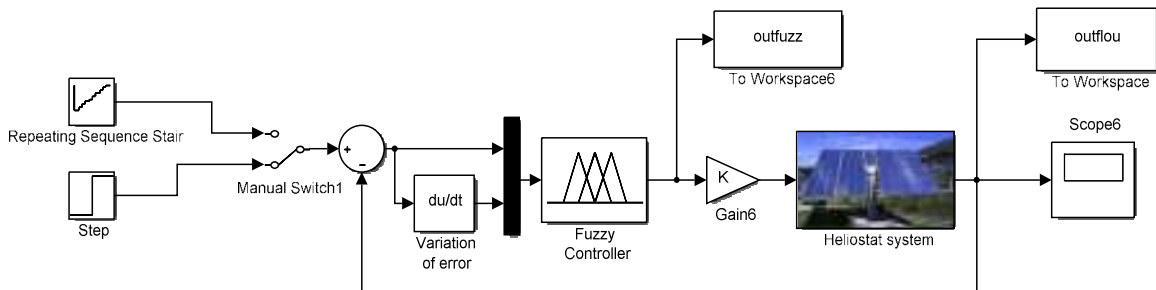 outfuzz
To Workspace6
outflou
To Workspace
Repeating Sequence Stair
Step
Manual Switch1
+
−
du/dt
Variation
of error
Fuzzy
Controller
K
Gain6
Heliostat system
Scope6